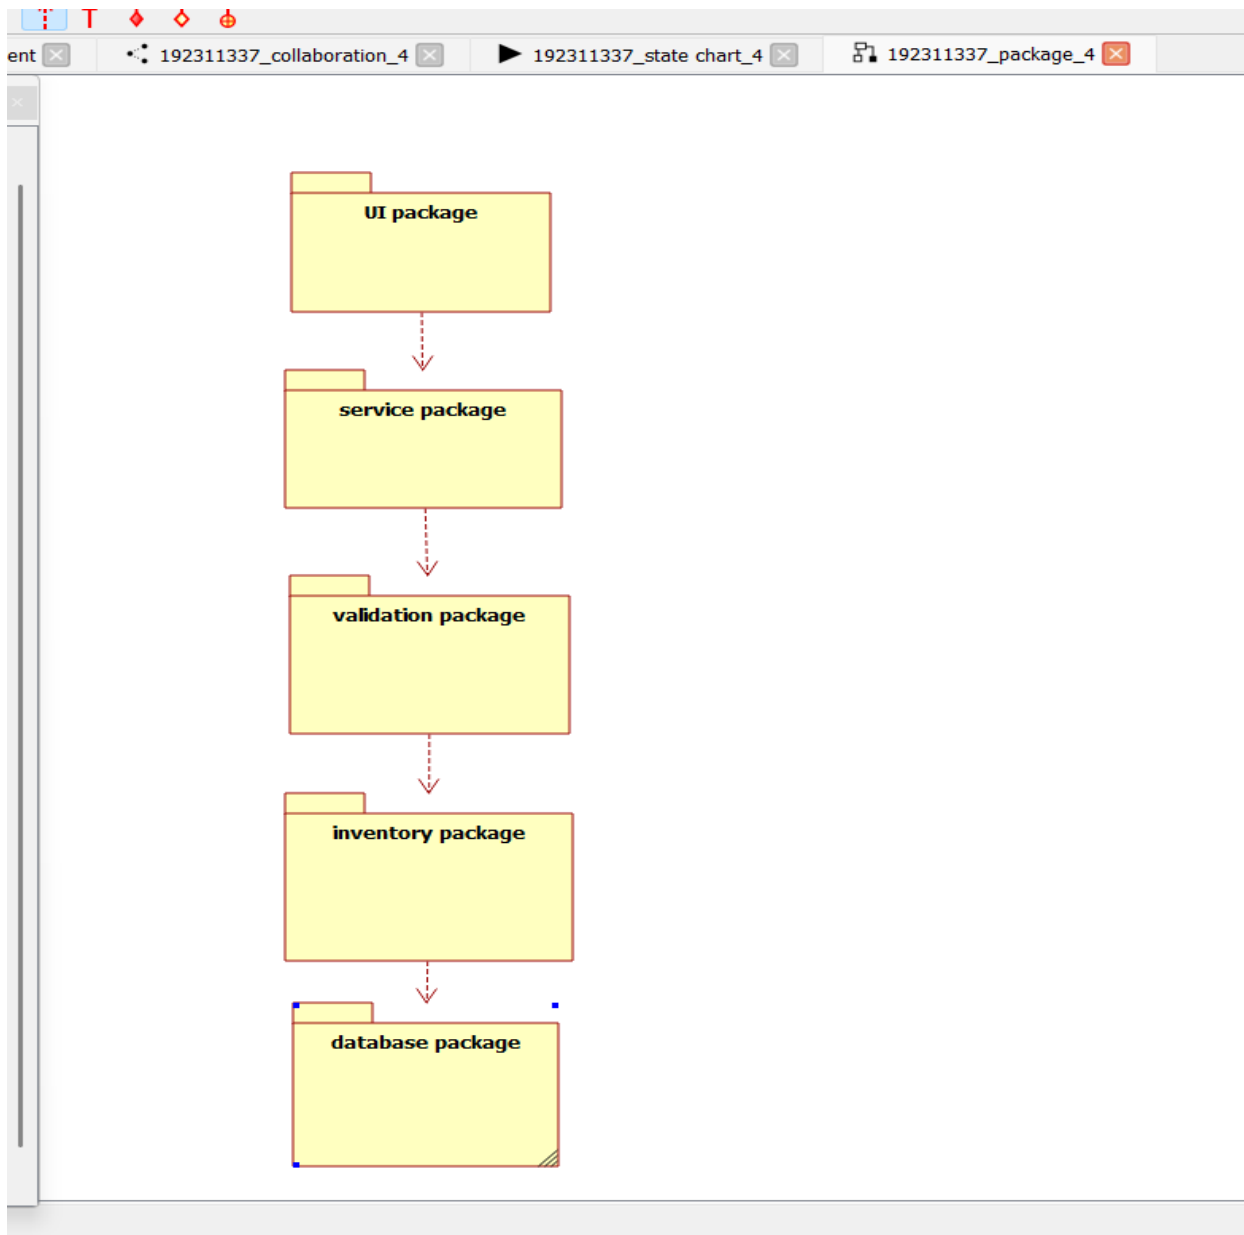 ent
192311337_collaboration_4
192311337_state chart_4
192311337_package_4
UI package
service package
validation package
inventory package
database package